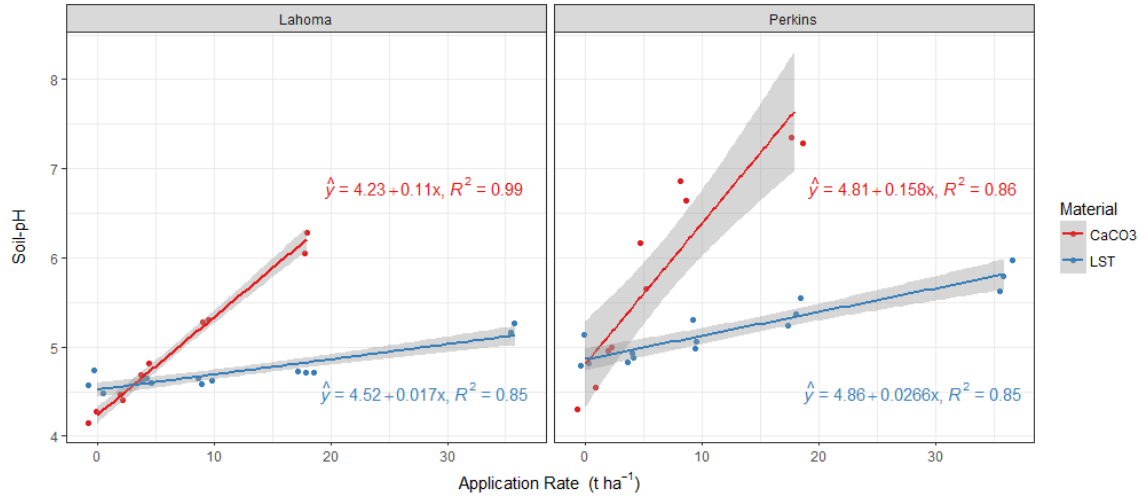 Lahoma
Perkins
8
7
6
5
4
Soil-pH
ŷ = 4.23 + 0.11x, R² = 0.99
ŷ = 4.52 + 0.017x, R² = 0.85
ŷ = 4.81 + 0.158x, R² = 0.86
ŷ = 4.86 + 0.0266x, R² = 0.85
0 10 20 30
0 10 20 30
Application Rate (t ha⁻¹)
Material
CaCO3
LST